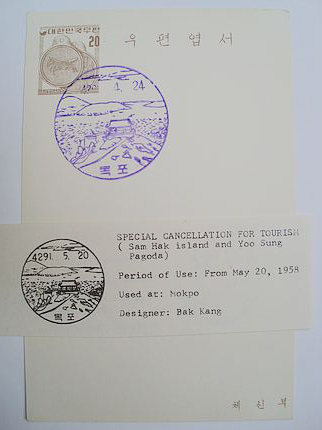 대한민국우표
20
우편엽서
429 . 4. 24
목포
SPECIAL CANCELLATION FOR TOURISM
( Sam Hak island and Yoo Sung
Pagoda)
4291. 5. 20
Period of Use: From May 20, 1958
Used at: Mokpo
목포
Designer: Bak Kang
체신부